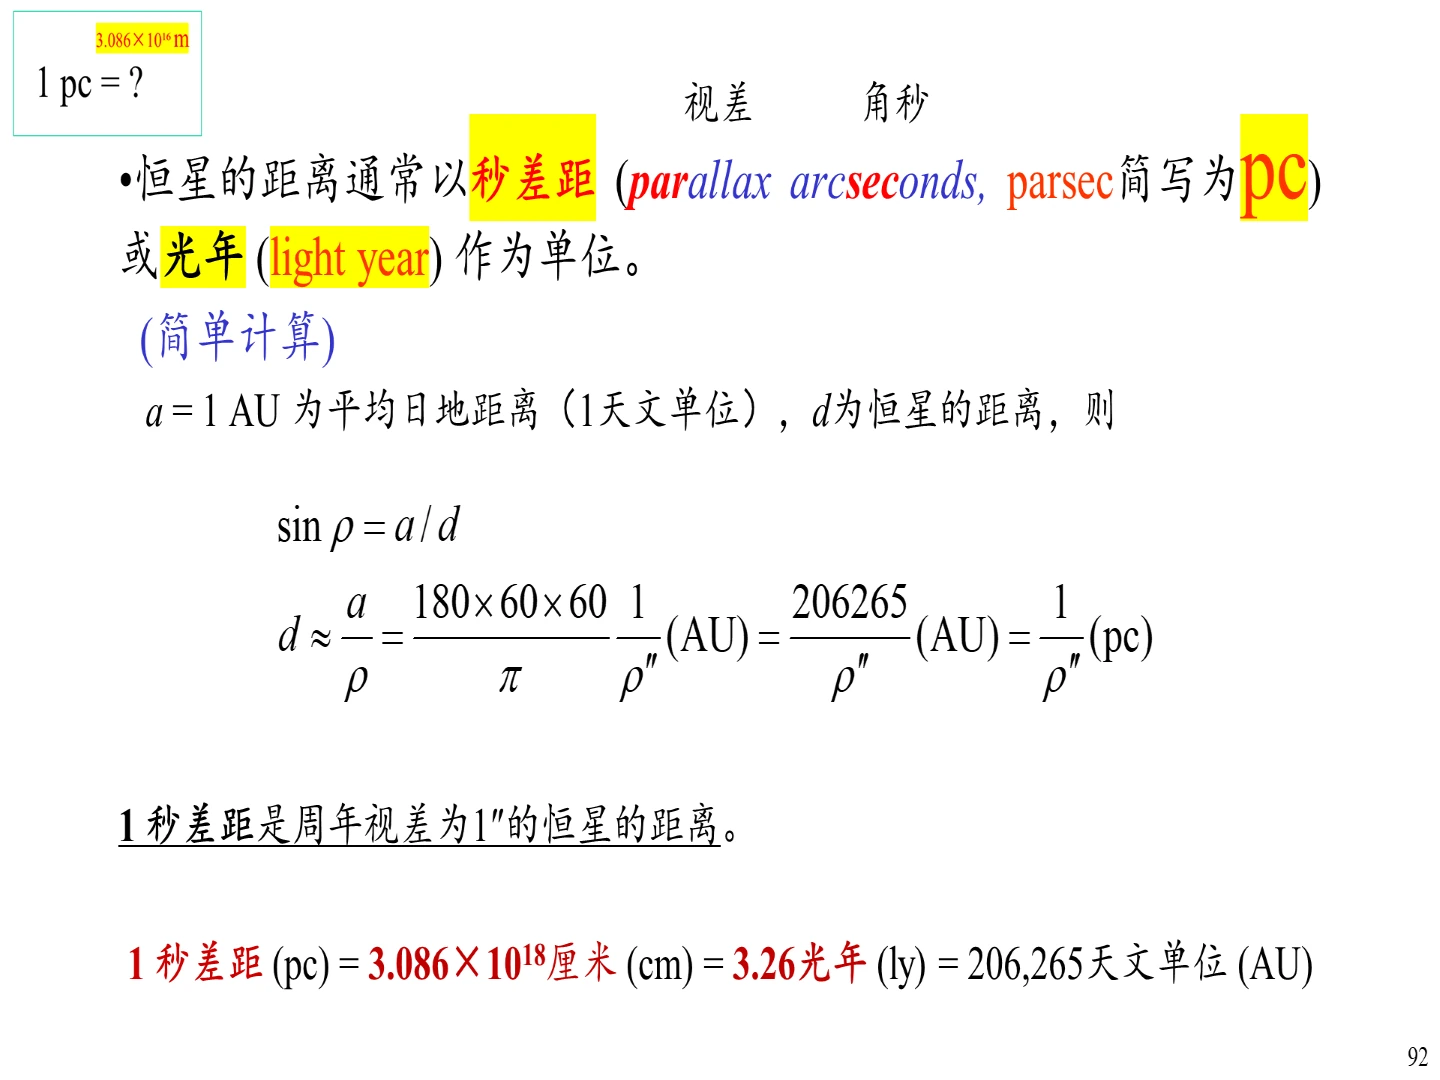 3.086×10¹⁶ m
1 pc = ?
视差 角秒
•恒星的距离通常以秒差距 (parallax arcseconds, parsec简写为pc)
或光年 (light year) 作为单位。
(简单计算)
a = 1 AU 为平均日地距离（1天文单位），d为恒星的距离，则
sin ρ = a / d
d ≈ a/ρ = (180×60×60)/π 1/ρ″ (AU) = 206265/ρ″ (AU) = 1/ρ″ (pc)
1 秒差距是周年视差为1″的恒星的距离。
1 秒差距 (pc) = 3.086×10¹⁸厘米 (cm) = 3.26光年 (ly) = 206,265天文单位 (AU)
92